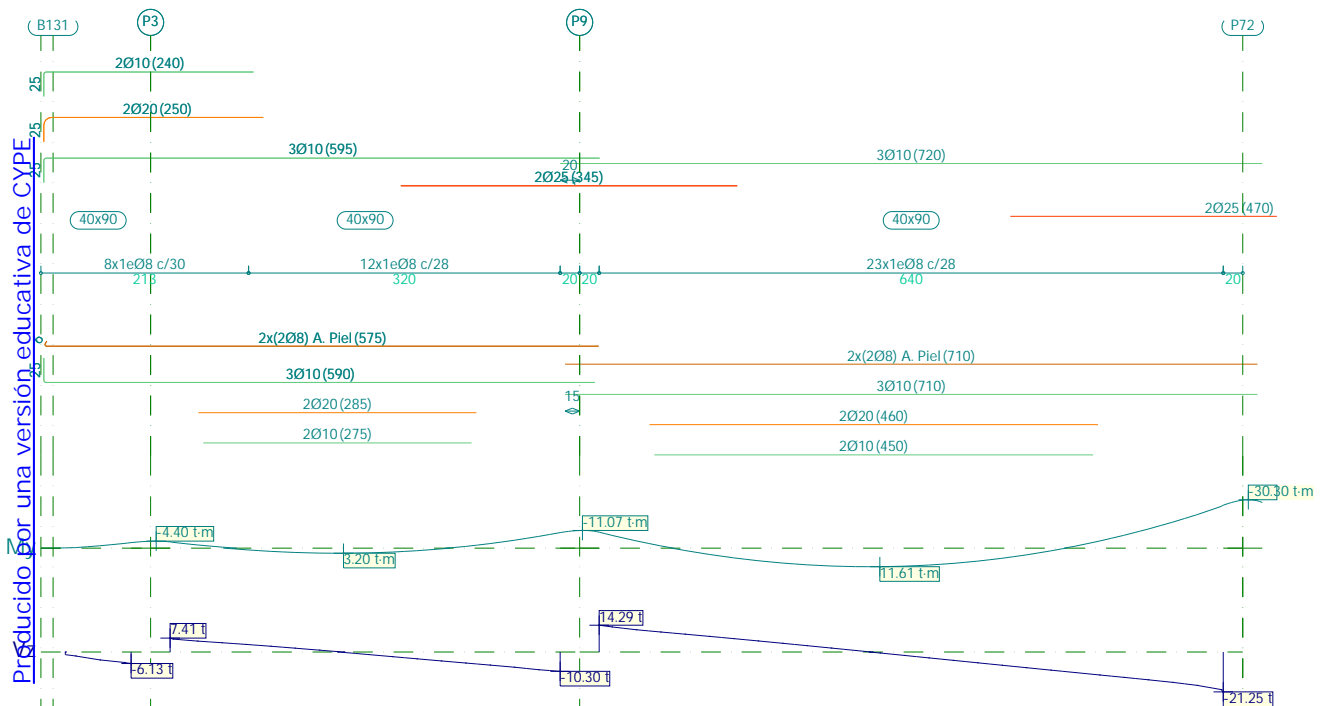 B131
P3
P9
P72
2Ø10(240)
25
2Ø20(250)
25
3Ø10(595)
25
3Ø10(720)
20
2Ø25(345)
2Ø25(470)
40x90
40x90
40x90
8x1eØ8 c/30
12x1eØ8 c/28
23x1eØ8 c/28
213
320
20
20
640
20
2x(2Ø8) A. Piel(575)
6
2x(2Ø8) A. Piel(710)
25
3Ø10(590)
3Ø10(710)
15
2Ø20(285)
2Ø20(460)
2Ø10(275)
2Ø10(450)
-30.30 t·m
-11.07 t·m
-4.40 t·m
3.20 t·m
11.61 t·m
14.29 t
7.41 t
-6.13 t
-10.30 t
-21.25 t
Producido por una versión educativa de CYPE